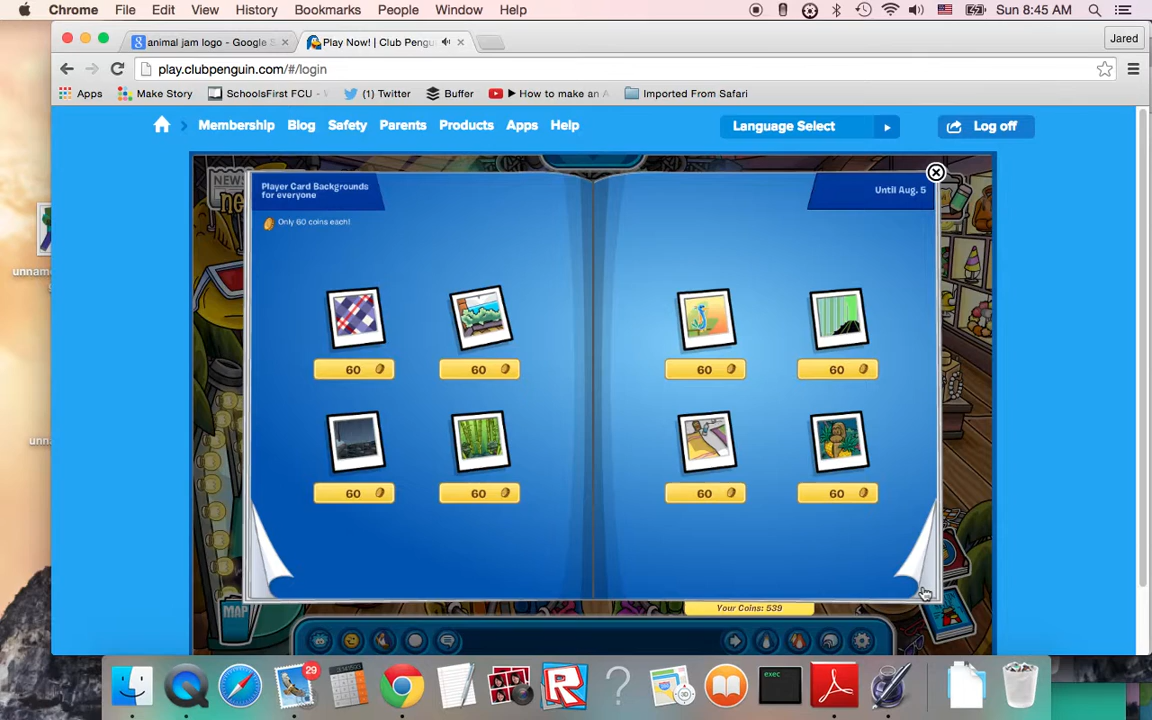 Chrome File Edit View History Bookmarks People Window Help Sun 8:45 AM
animal jam logo - Google S
Play Now! | Club Pengu
Jared
play.clubpenguin.com/#/login
Apps Make Story SchoolsFirst FCU - (1) Twitter Buffer ▶ How to make an A Imported From Safari
Membership Blog Safety Parents Products Apps Help Language Select Log off
NEWS
Player Card Backgrounds
for everyone
Until Aug. 5
Only 60 coins each!
60 60 60 60
60 60 60 60
Your Coins: 539
MAP
29
exec